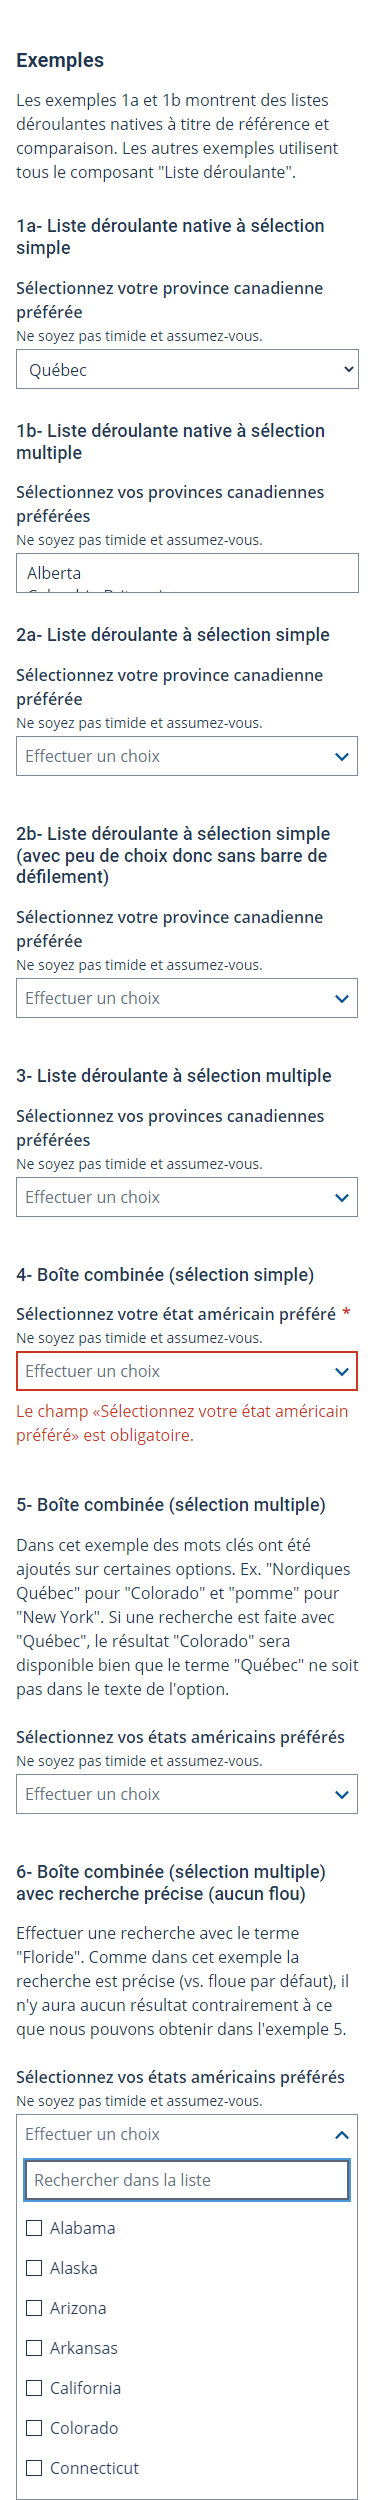 Exemples
Les exemples 1a et 1b montrent des listes
déroulantes natives à titre de référence et
comparaison. Les autres exemples utilisent
tous le composant "Liste déroulante".
1a- Liste déroulante native à sélection
simple
Sélectionnez votre province canadienne
préférée
Ne soyez pas timide et assumez-vous.
Québec
1b- Liste déroulante native à sélection
multiple
Sélectionnez vos provinces canadiennes
préférées
Ne soyez pas timide et assumez-vous.
Alberta
2a- Liste déroulante à sélection simple
Sélectionnez votre province canadienne
préférée
Ne soyez pas timide et assumez-vous.
Effectuer un choix
2b- Liste déroulante à sélection simple
(avec peu de choix donc sans barre de
défilement)
Sélectionnez votre province canadienne
préférée
Ne soyez pas timide et assumez-vous.
Effectuer un choix
3- Liste déroulante à sélection multiple
Sélectionnez vos provinces canadiennes
préférées
Ne soyez pas timide et assumez-vous.
Effectuer un choix
4- Boîte combinée (sélection simple)
Sélectionnez votre état américain préféré *
Ne soyez pas timide et assumez-vous.
Effectuer un choix
Le champ «Sélectionnez votre état américain
préféré» est obligatoire.
5- Boîte combinée (sélection multiple)
Dans cet exemple des mots clés ont été
ajoutés sur certaines options. Ex. "Nordiques
Québec" pour "Colorado" et "pomme" pour
"New York". Si une recherche est faite avec
"Québec", le résultat "Colorado" sera
disponible bien que le terme "Québec" ne soit
pas dans le texte de l'option.
Sélectionnez vos états américains préférés
Ne soyez pas timide et assumez-vous.
Effectuer un choix
6- Boîte combinée (sélection multiple)
avec recherche précise (aucun flou)
Effectuer une recherche avec le terme
"Floride". Comme dans cet exemple la
recherche est précise (vs. floue par défaut), il
n'y aura aucun résultat contrairement à ce
que nous pouvons obtenir dans l'exemple 5.
Sélectionnez vos états américains préférés
Ne soyez pas timide et assumez-vous.
Effectuer un choix
Rechercher dans la liste
Alabama
Alaska
Arizona
Arkansas
California
Colorado
Connecticut